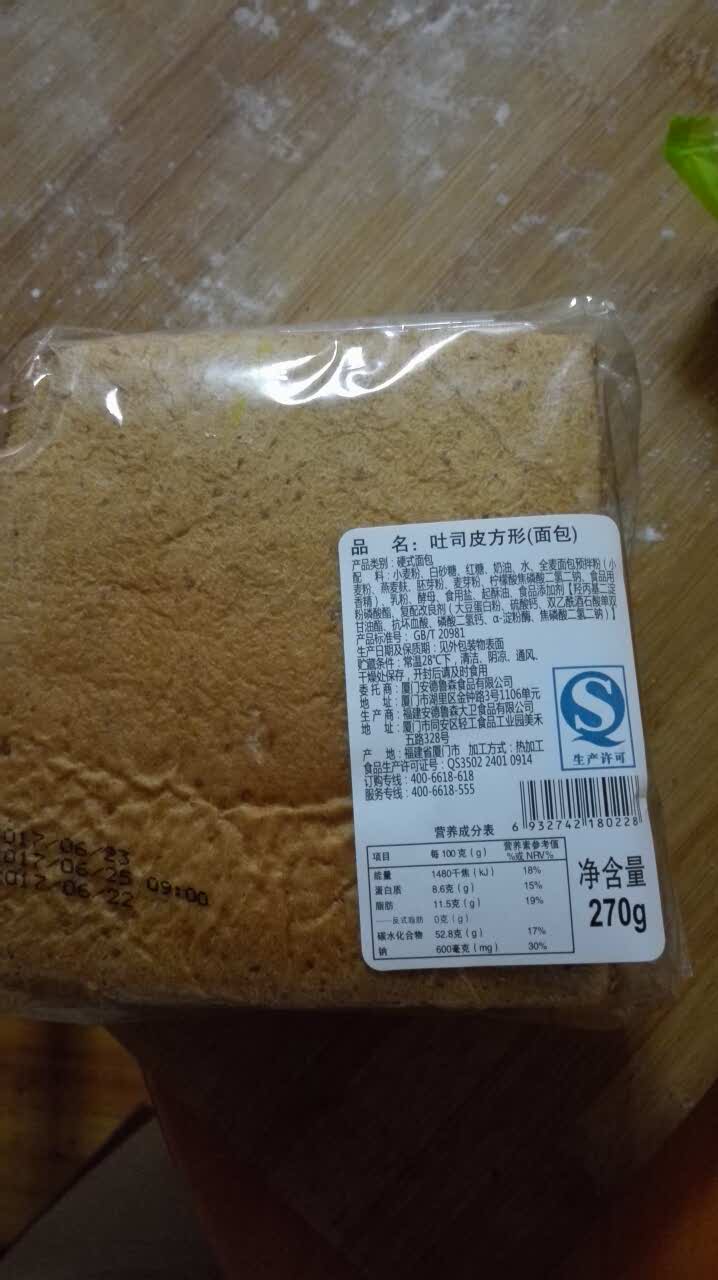 品 名：吐司皮方形(面包)
产品类别：硬式面包
配 料：小麦粉、白砂糖、红糖、奶油、水、全麦面包预拌粉（小
麦粉、燕麦麸、胚芽粉、麦芽粉、柠檬酸焦磷酸二氢二钠、食品用
香精）、乳粉、酵母、食用盐、起酥油、食品添加剂【羟丙基二淀
粉磷酸酯、复配改良剂（大豆蛋白粉、硫酸钙、双乙酰酒石酸单双
甘油酯、抗坏血酸、磷酸二氢钙、α-淀粉酶、焦磷酸二氢二钠）】
产品标准号：GB/T 20981
生产日期及保质期：见外包装物表面
贮藏条件：常温28℃下，清洁、阴凉、通风、
干燥处保存，开封后请及时食用
委 托 商：厦门安德鲁森食品有限公司
地 址：厦门市湖里区金钟路3号1106单元
生 产 商：福建安德鲁森大卫食品有限公司
地 址：厦门市同安区轻工食品工业园美禾
五路328号
产 地：福建省厦门市 加工方式：热加工
食品生产许可证号：QS3502 2401 0914
订购专线：400-6618-618
服务专线：400-6618-555
生产许可
6 932742 180228
营养成分表
项目 每 100 克（g） 营养素参考值%或 NRV%
能量 1480千焦（kJ） 18%
蛋白质 8.6克（g） 15%
脂肪 11.5克（g） 19%
——反式脂肪 0克（g）
碳水化合物 52.8克（g） 17%
钠 600毫克（mg） 30%
净含量
270g
017/06/23
017/06/25 09:00
017/06/22